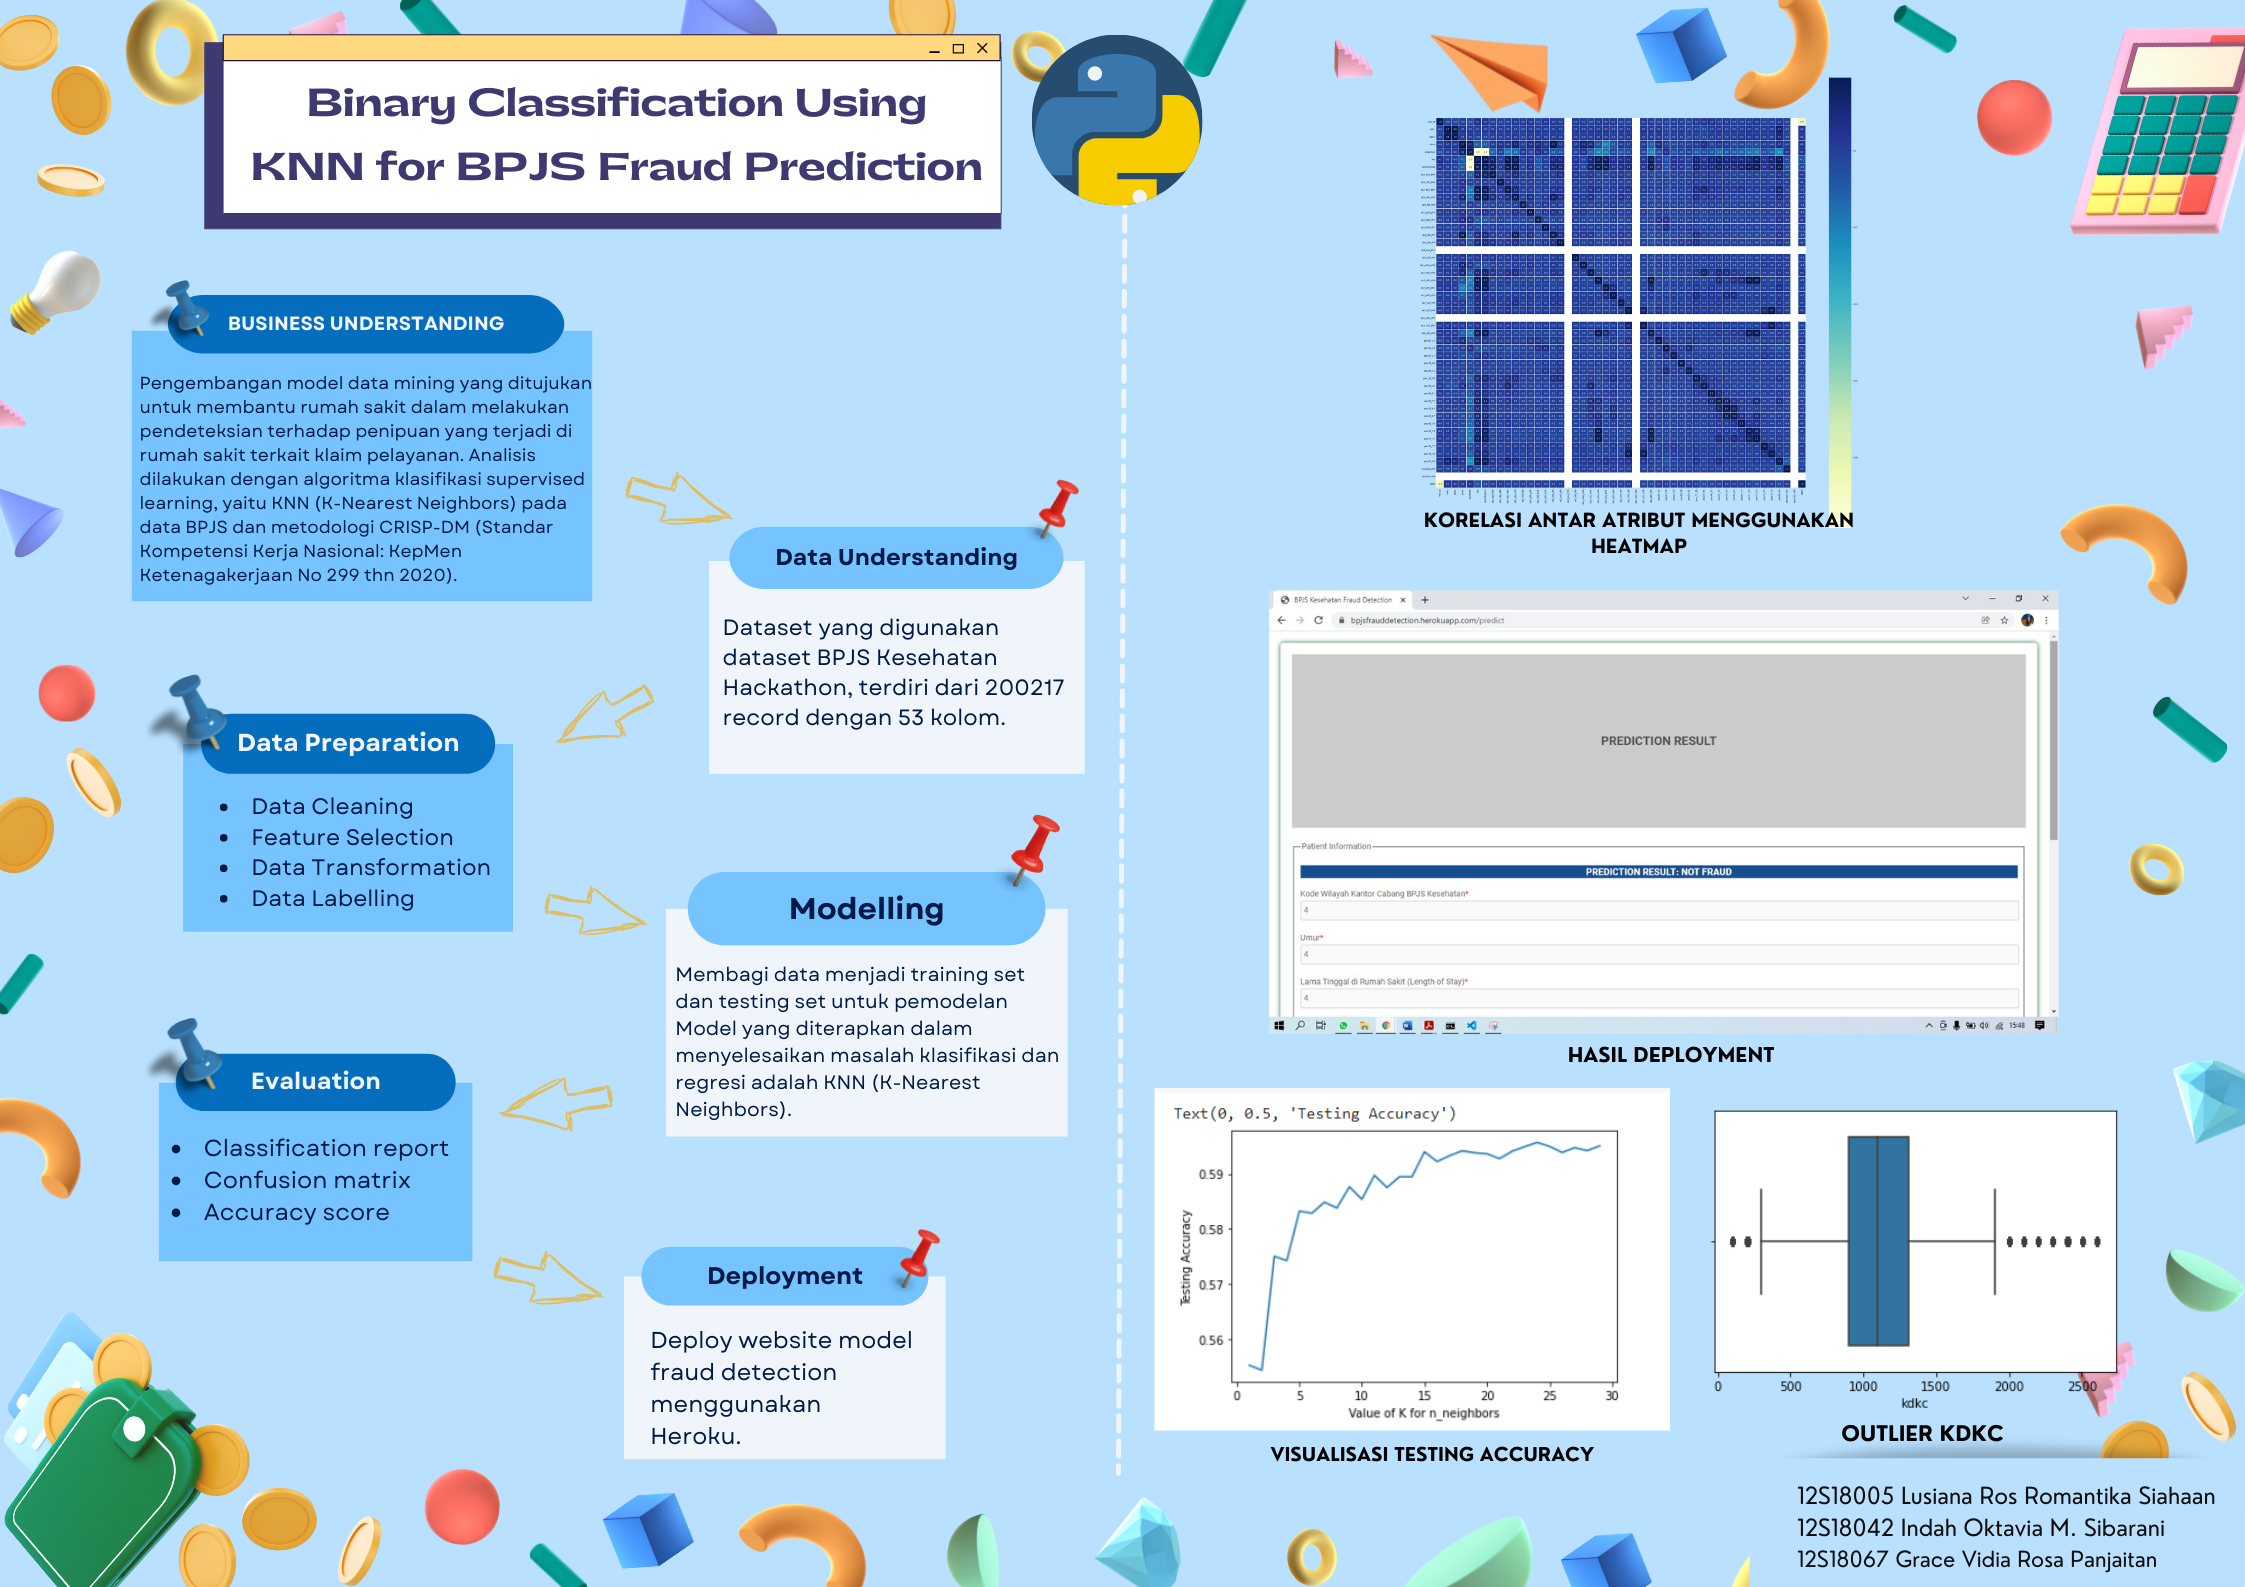 Binary Classification Using
KNN for BPJS Fraud Prediction
BUSINESS UNDERSTANDING
Pengembangan model data mining yang ditujukan
untuk membantu rumah sakit dalam melakukan
pendeteksian terhadap penipuan yang terjadi di
rumah sakit terkait klaim pelayanan. Analisis
dilakukan dengan algoritma klasifikasi supervised
learning, yaitu KNN (K-Nearest Neighbors) pada
data BPJS dan metodologi CRISP-DM (Standar
Kompetensi Kerja Nasional: KepMen
Ketenagakerjaan No 299 thn 2020).
Data Understanding
Dataset yang digunakan
dataset BPJS Kesehatan
Hackathon, terdiri dari 200217
record dengan 53 kolom.
Data Preparation
• Data Cleaning
• Feature Selection
• Data Transformation
• Data Labelling
Modelling
Membagi data menjadi training set
dan testing set untuk pemodelan
Model yang diterapkan dalam
menyelesaikan masalah klasifikasi dan
regresi adalah KNN (K-Nearest
Neighbors).
Evaluation
• Classification report
• Confusion matrix
• Accuracy score
Deployment
Deploy website model
fraud detection
menggunakan
Heroku.
KORELASI ANTAR ATRIBUT MENGGUNAKAN
HEATMAP
BPJS Kesehatan Fraud Detection
bpjsfrauddetection.herokuapp.com/predict
PREDICTION RESULT
Patient Information
PREDICTION RESULT: NOT FRAUD
Kode Wilayah Kantor Cabang BPJS Kesehatan*
4
Umur*
4
Lama Tinggal di Rumah Sakit (Length of Stay)*
4
15:48
HASIL DEPLOYMENT
Text(0, 0.5, 'Testing Accuracy')
Testing Accuracy
0.59
0.58
0.57
0.56
0 5 10 15 20 25 30
Value of K for n_neighbors
VISUALISASI TESTING ACCURACY
0 500 1000 1500 2000 2500
kdkc
OUTLIER KDKC
12S18005 Lusiana Ros Romantika Siahaan
12S18042 Indah Oktavia M. Sibarani
12S18067 Grace Vidia Rosa Panjaitan